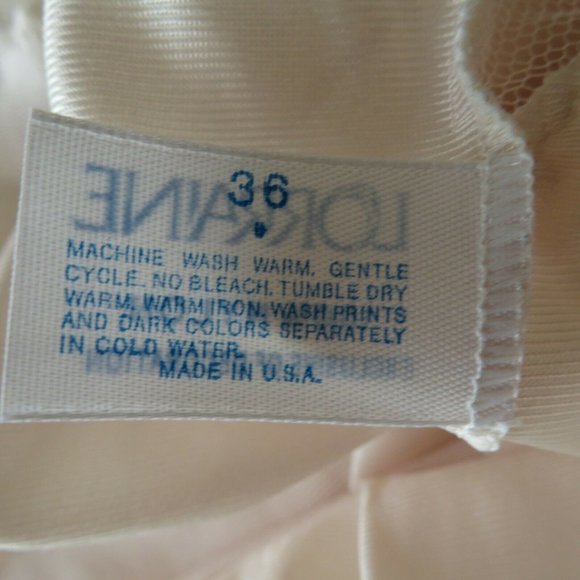 36
LORRAINE
MACHINE WASH WARM. GENTLE
CYCLE. NO BLEACH. TUMBLE DRY
WARM. WARM IRON. WASH PRINTS
AND DARK COLORS SEPARATELY
IN COLD WATER.
MADE IN U.S.A.